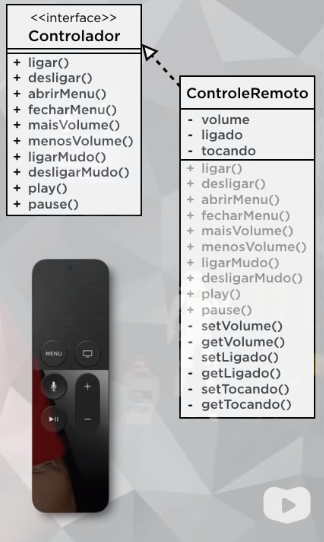 <<interface>>
Controlador
+ ligar()
+ desligar()
+ abrirMenu()
+ fecharMenu()
+ maisVolume()
+ menosVolume()
+ ligarMudo()
+ desligarMudo()
+ play()
+ pause()
ControleRemoto
- volume
- ligado
- tocando
+ ligar()
+ desligar()
+ abrirMenu()
+ fecharMenu()
+ maisVolume()
+ menosVolume()
+ ligarMudo()
+ desligarMudo()
+ play()
+ pause()
- setVolume()
- getVolume()
- setLigado()
- getLigado()
- setTocando()
- getTocando()
MENU
+
−